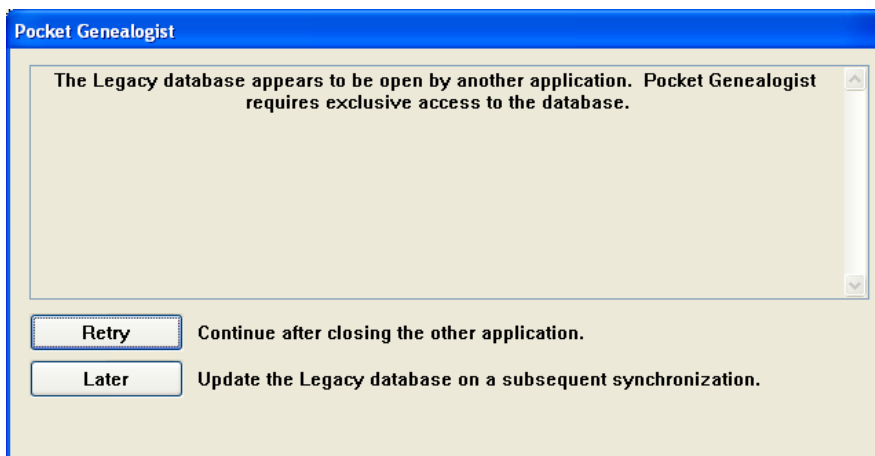 Pocket Genealogist
The Legacy database appears to be open by another application.  Pocket Genealogist
requires exclusive access to the database.
Retry
Continue after closing the other application.
Later
Update the Legacy database on a subsequent synchronization.